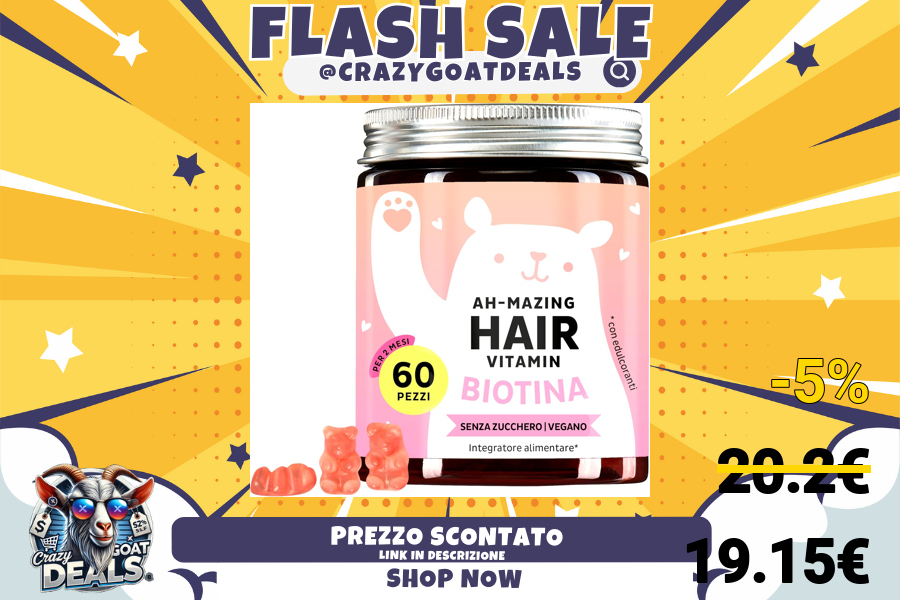 FLASH SALE
@CRAZYGOATDEALS
AH-MAZING
HAIR
VITAMIN
BIOTINA
* con edulcoranti
PER 2 MESI
60
PEZZI
SENZA ZUCCHERO | VEGANO
Integratore alimentare*
-5%
20.2€
19.15€
PREZZO SCONTATO
LINK IN DESCRIZIONE
SHOP NOW
$
52%
Crazy
GOAT
DEALS